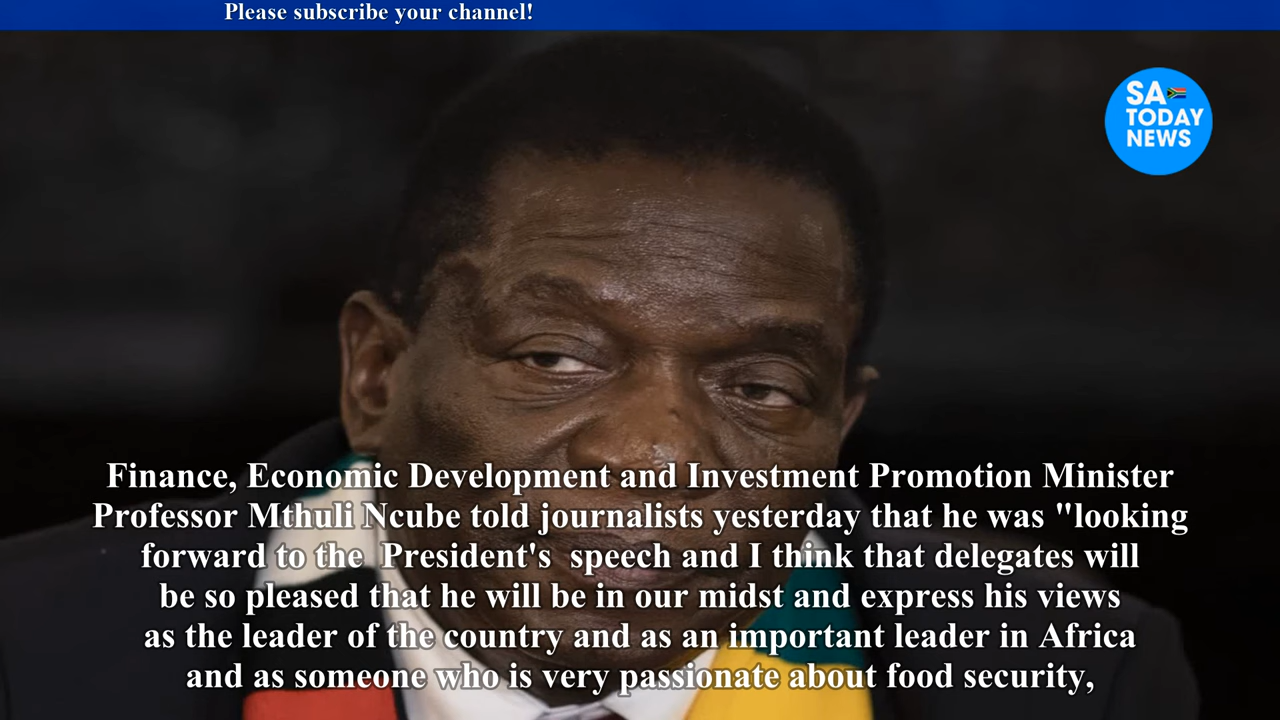 Please subscribe your channel!
SA
TODAY
NEWS
Finance, Economic Development and Investment Promotion Minister
Professor Mthuli Ncube told journalists yesterday that he was "looking
forward to the  President's  speech and I think that delegates will
be so pleased that he will be in our midst and express his views
as the leader of the country and as an important leader in Africa
and as someone who is very passionate about food security,